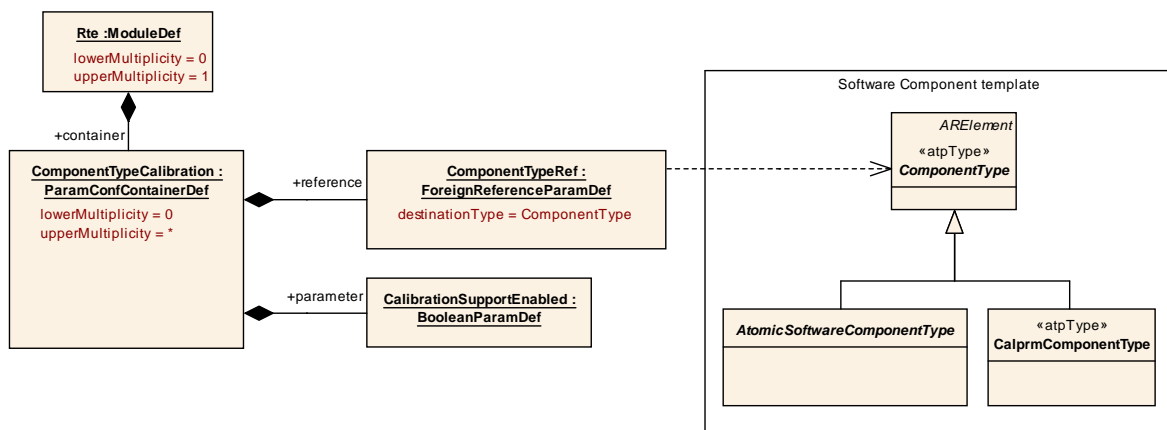 Rte :ModuleDef
lowerMultiplicity = 0
upperMultiplicity = 1
+container
ComponentTypeCalibration :
ParamConfContainerDef
lowerMultiplicity = 0
upperMultiplicity = *
+reference
ComponentTypeRef :
ForeignReferenceParamDef
destinationType = ComponentType
+parameter
CalibrationSupportEnabled :
BooleanParamDef
Software Component template
ARElement
«atpType»
ComponentType
AtomicSoftwareComponentType
«atpType»
CalprmComponentType